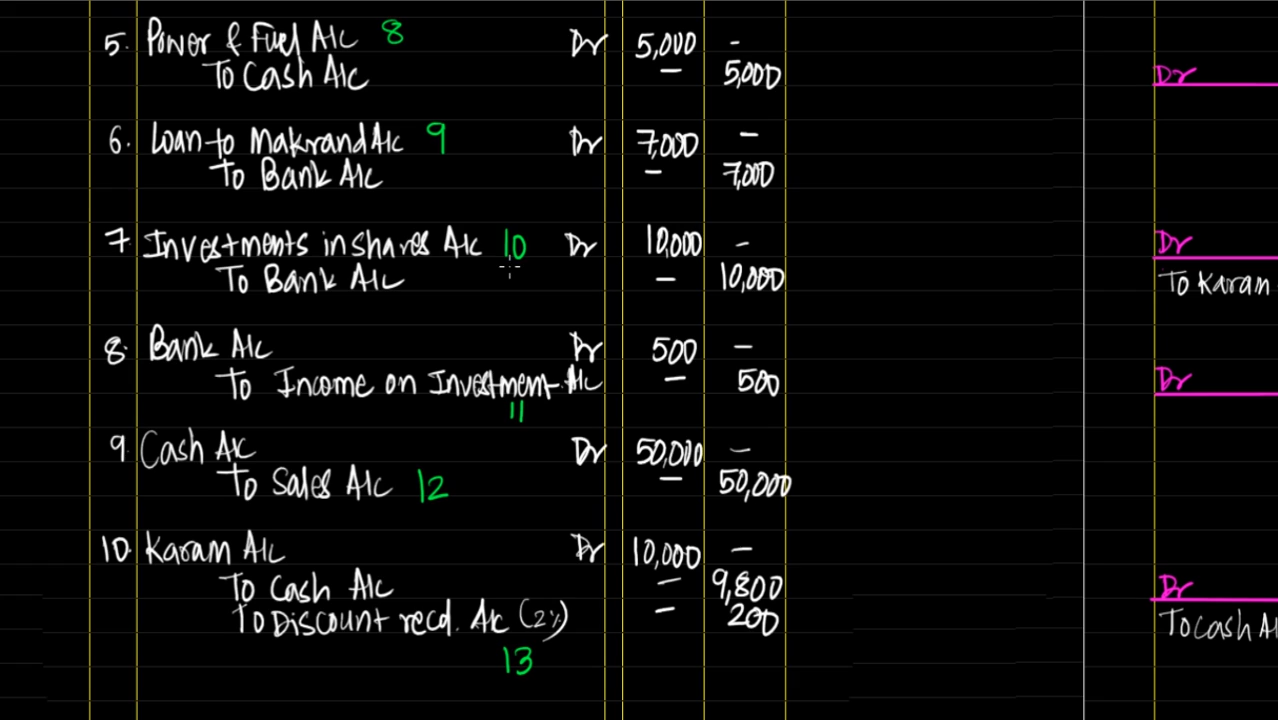 5. Power & Fuel A/c 8 Dr 5,000 -
To Cash A/c - 5,000
6. Loan to Makrand A/c 9 Dr 7,000 -
To Bank A/c - 7,000
7. Investments in shares A/c 10 Dr 10,000 -
To Bank A/c - 10,000
8. Bank A/c Dr 500 -
To Income on Investment A/c - 500
11
9. Cash A/c Dr 50,000 -
To Sales A/c 12 - 50,000
10. Karam A/c Dr 10,000 -
To Cash A/c - 9,800
To Discount recd. A/c (2%) - 200
13
Dr
Dr
To Karan
Dr
Dr
To Cash A/